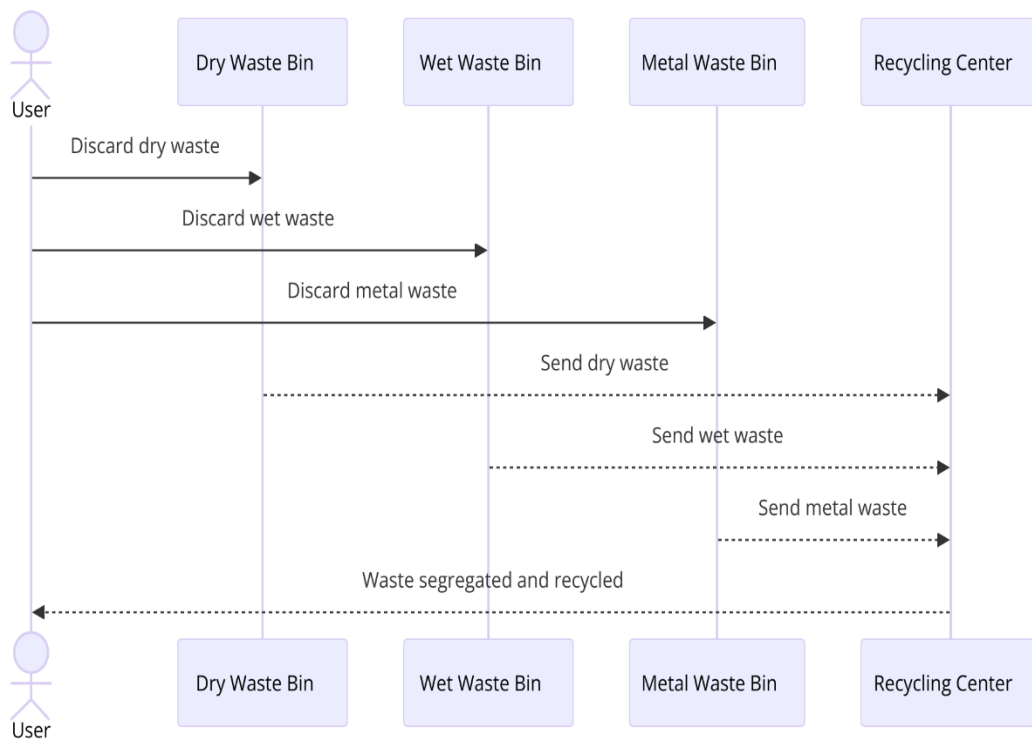 Dry Waste Bin
Wet Waste Bin
Metal Waste Bin
Recycling Center
User
Discard dry waste
Discard wet waste
Discard metal waste
Send dry waste
Send wet waste
Send metal waste
Waste segregated and recycled
Dry Waste Bin
Wet Waste Bin
Metal Waste Bin
Recycling Center
User